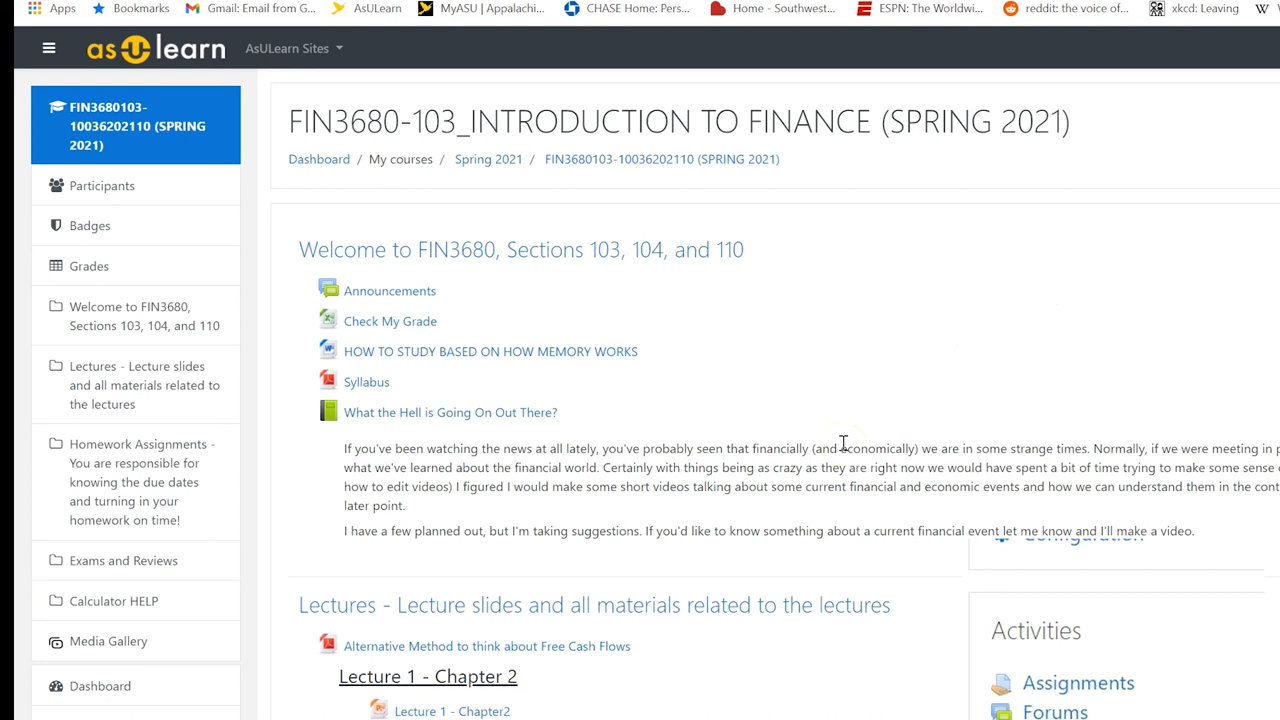 Apps Bookmarks Gmail: Email from G... AsULearn MyASU | Appalachi... CHASE Home: Pers... Home - Southwest... ESPN: The Worldwi... reddit: the voice of... xkcd: Leaving
asulearn AsULearn Sites
FIN3680103-
10036202110 (SPRING
2021)
Participants
Badges
Grades
Welcome to FIN3680,
Sections 103, 104, and 110
Lectures - Lecture slides
and all materials related to
the lectures
Homework Assignments -
You are responsible for
knowing the due dates
and turning in your
homework on time!
Exams and Reviews
Calculator HELP
Media Gallery
Dashboard
FIN3680-103_INTRODUCTION TO FINANCE (SPRING 2021)
Dashboard / My courses / Spring 2021 / FIN3680103-10036202110 (SPRING 2021)
Welcome to FIN3680, Sections 103, 104, and 110
Announcements
Check My Grade
HOW TO STUDY BASED ON HOW MEMORY WORKS
Syllabus
What the Hell is Going On Out There?
If you've been watching the news at all lately, you've probably seen that financially (and economically) we are in some strange times. Normally, if we were meeting in p
what we've learned about the financial world. Certainly with things being as crazy as they are right now we would have spent a bit of time trying to make some sense
how to edit videos) I figured I would make some short videos talking about some current financial and economic events and how we can understand them in the cont
later point.
I have a few planned out, but I'm taking suggestions. If you'd like to know something about a current financial event let me know and I'll make a video.
Configuration
Lectures - Lecture slides and all materials related to the lectures
Alternative Method to think about Free Cash Flows
Lecture 1 - Chapter 2
Lecture 1 - Chapter2
Activities
Assignments
Forums